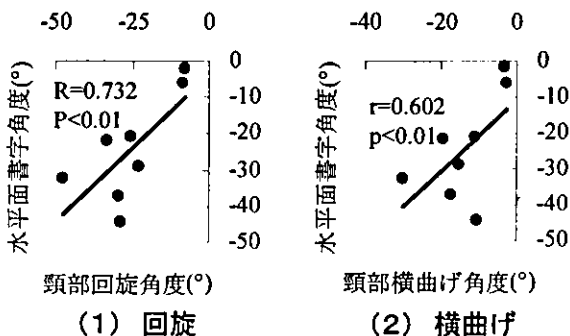 -50 -25 0
水平面書字角度(°)
R=0.732
P<0.01
0
-10
-20
-30
-40
-50
頸部回旋角度(°)
(1) 回旋
-40 -20 0
水平面書字角度(°)
r=0.602
p<0.01
0
-10
-20
-30
-40
-50
頸部横曲げ角度(°)
(2) 横曲げ